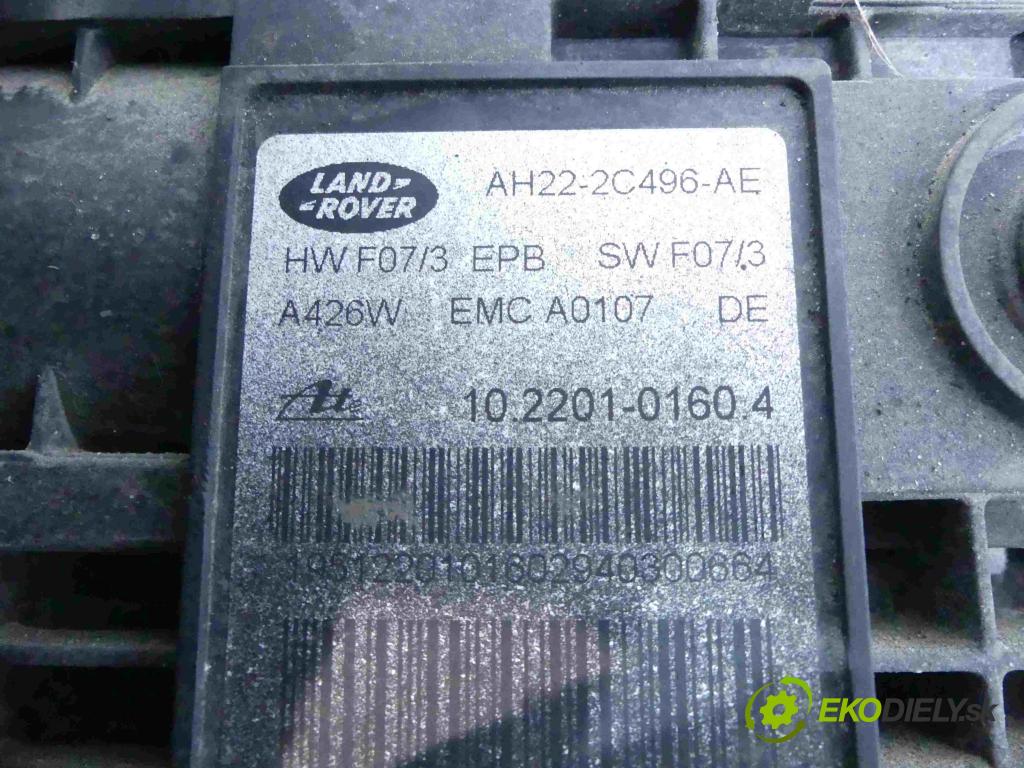 LAND ROVER AH22-2C496-AE
HW F07/3 EPB SW F07/3
A426W EMC A0107 DE
Ate 10.2201-0160.4
1951220101602940300664
EKODIELY.sk